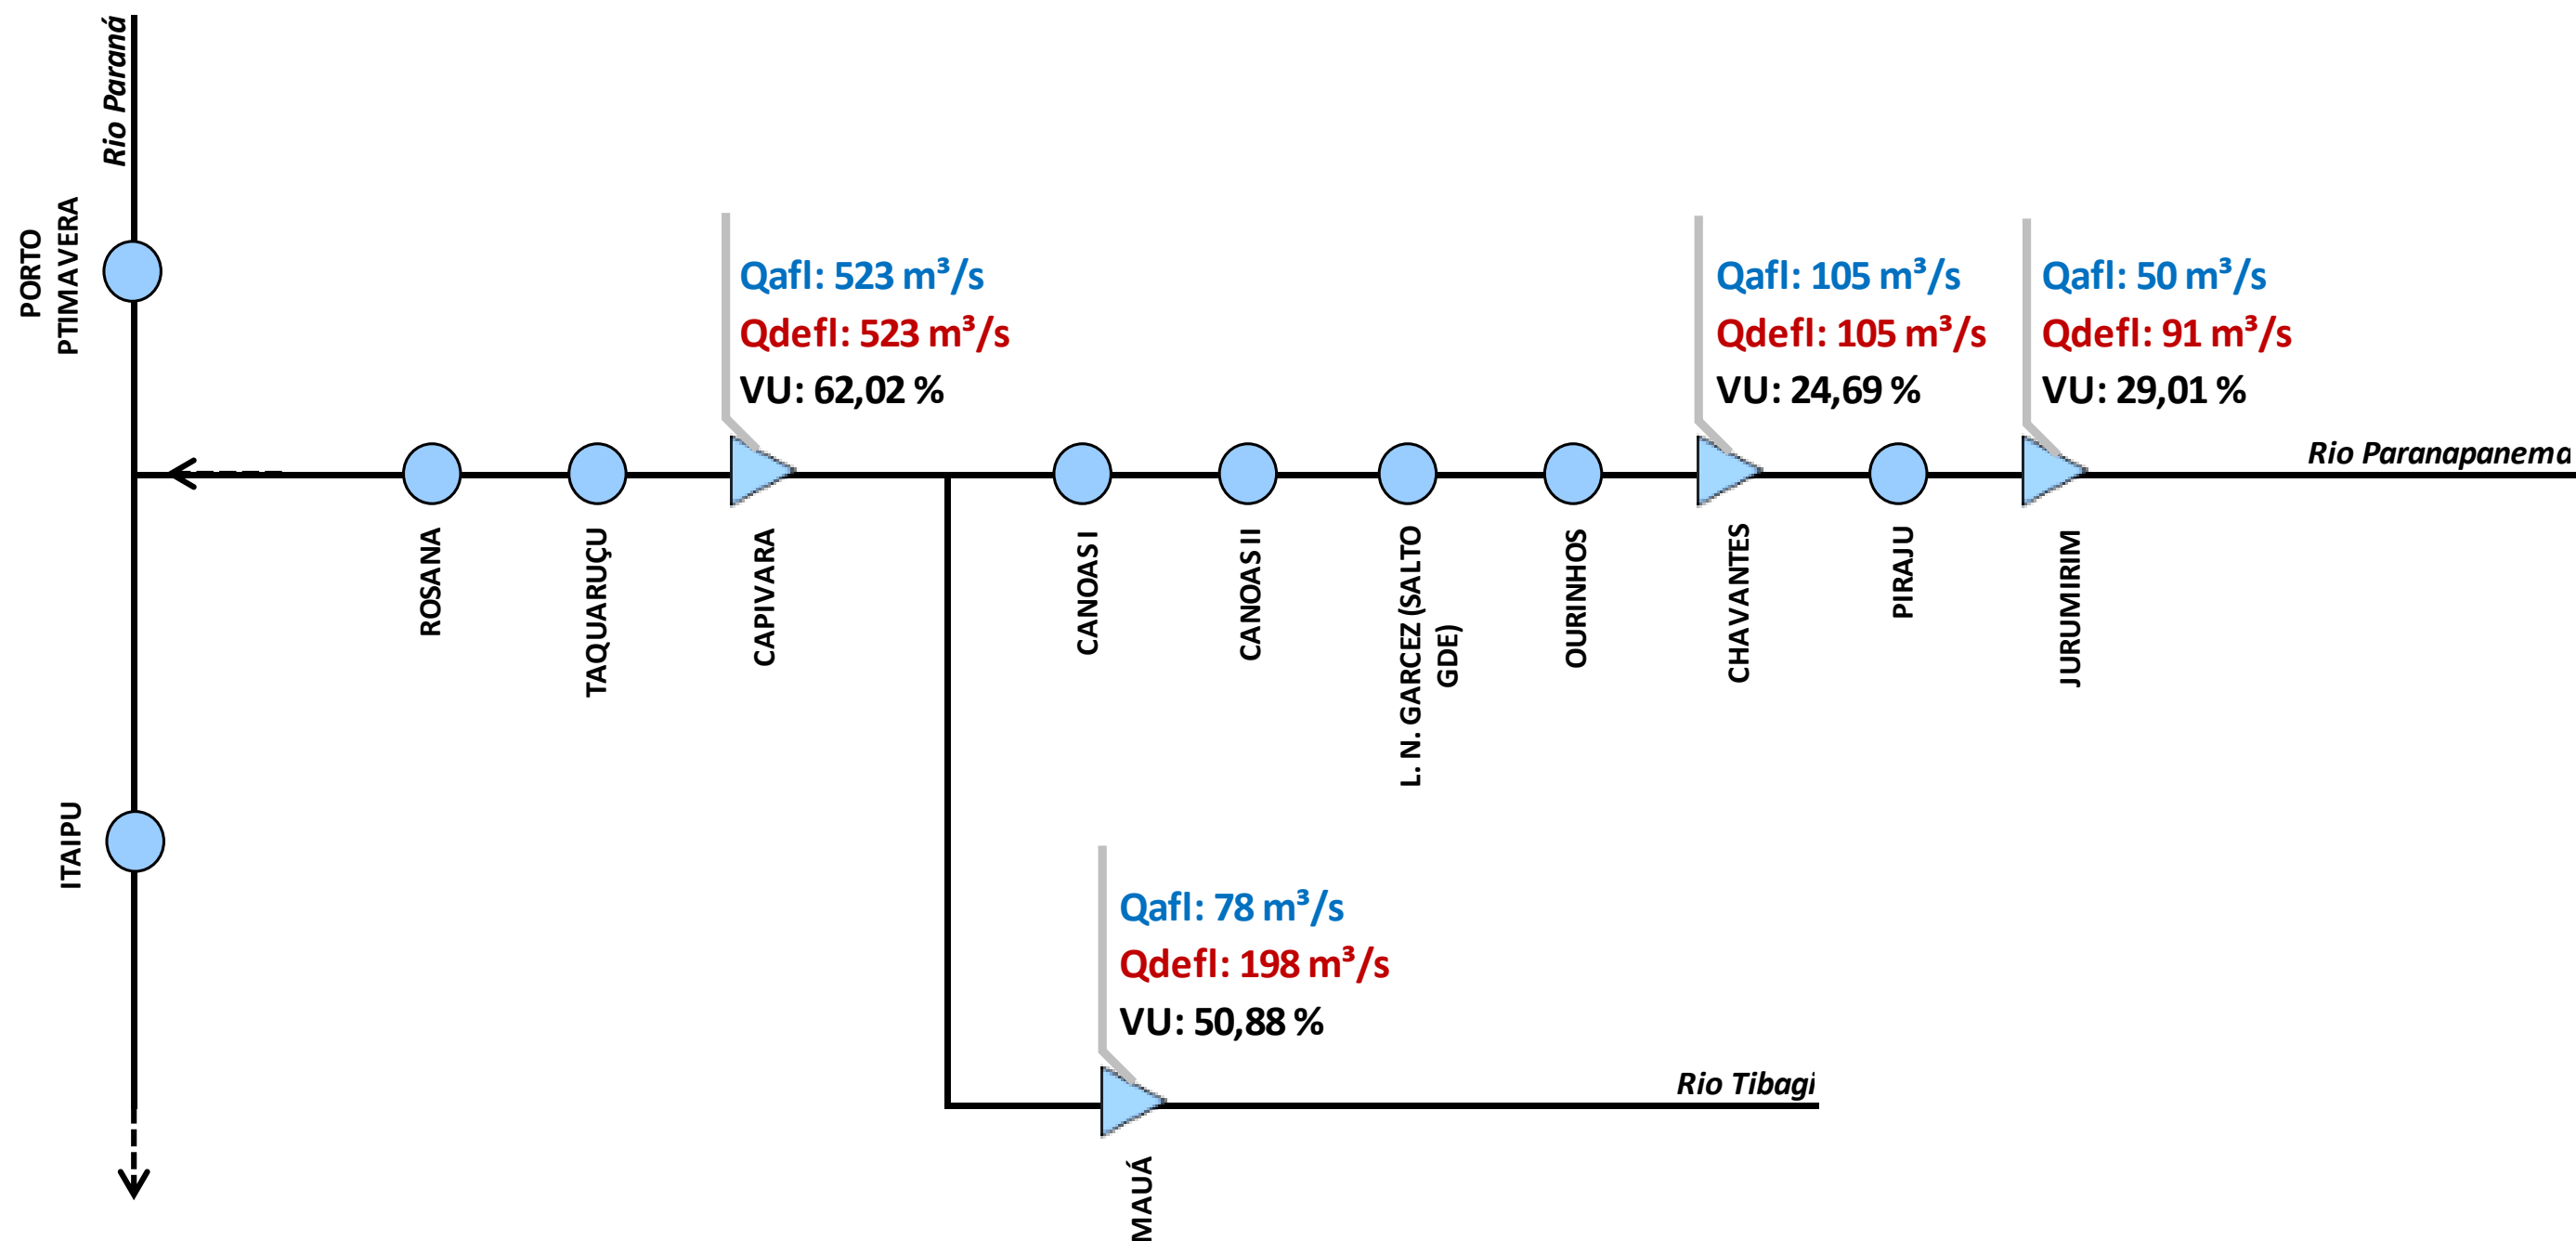 Rio Paraná
PORTO
PTIMAVERA
Qafl: 523 m³/s
Qdefl: 523 m³/s
VU: 62,02 %
Qafl: 105 m³/s
Qdefl: 105 m³/s
VU: 24,69 %
Qafl: 50 m³/s
Qdefl: 91 m³/s
VU: 29,01 %
Rio Paranapanema
ROSANA
TAQUARUÇU
CAPIVARA
CANOAS I
CANOAS II
L. N. GARCEZ (SALTO
GDE)
OURINHOS
CHAVANTES
PIRAJU
JURUMIRIM
ITAIPU
Qafl: 78 m³/s
Qdefl: 198 m³/s
VU: 50,88 %
Rio Tibagi
MAUÁ